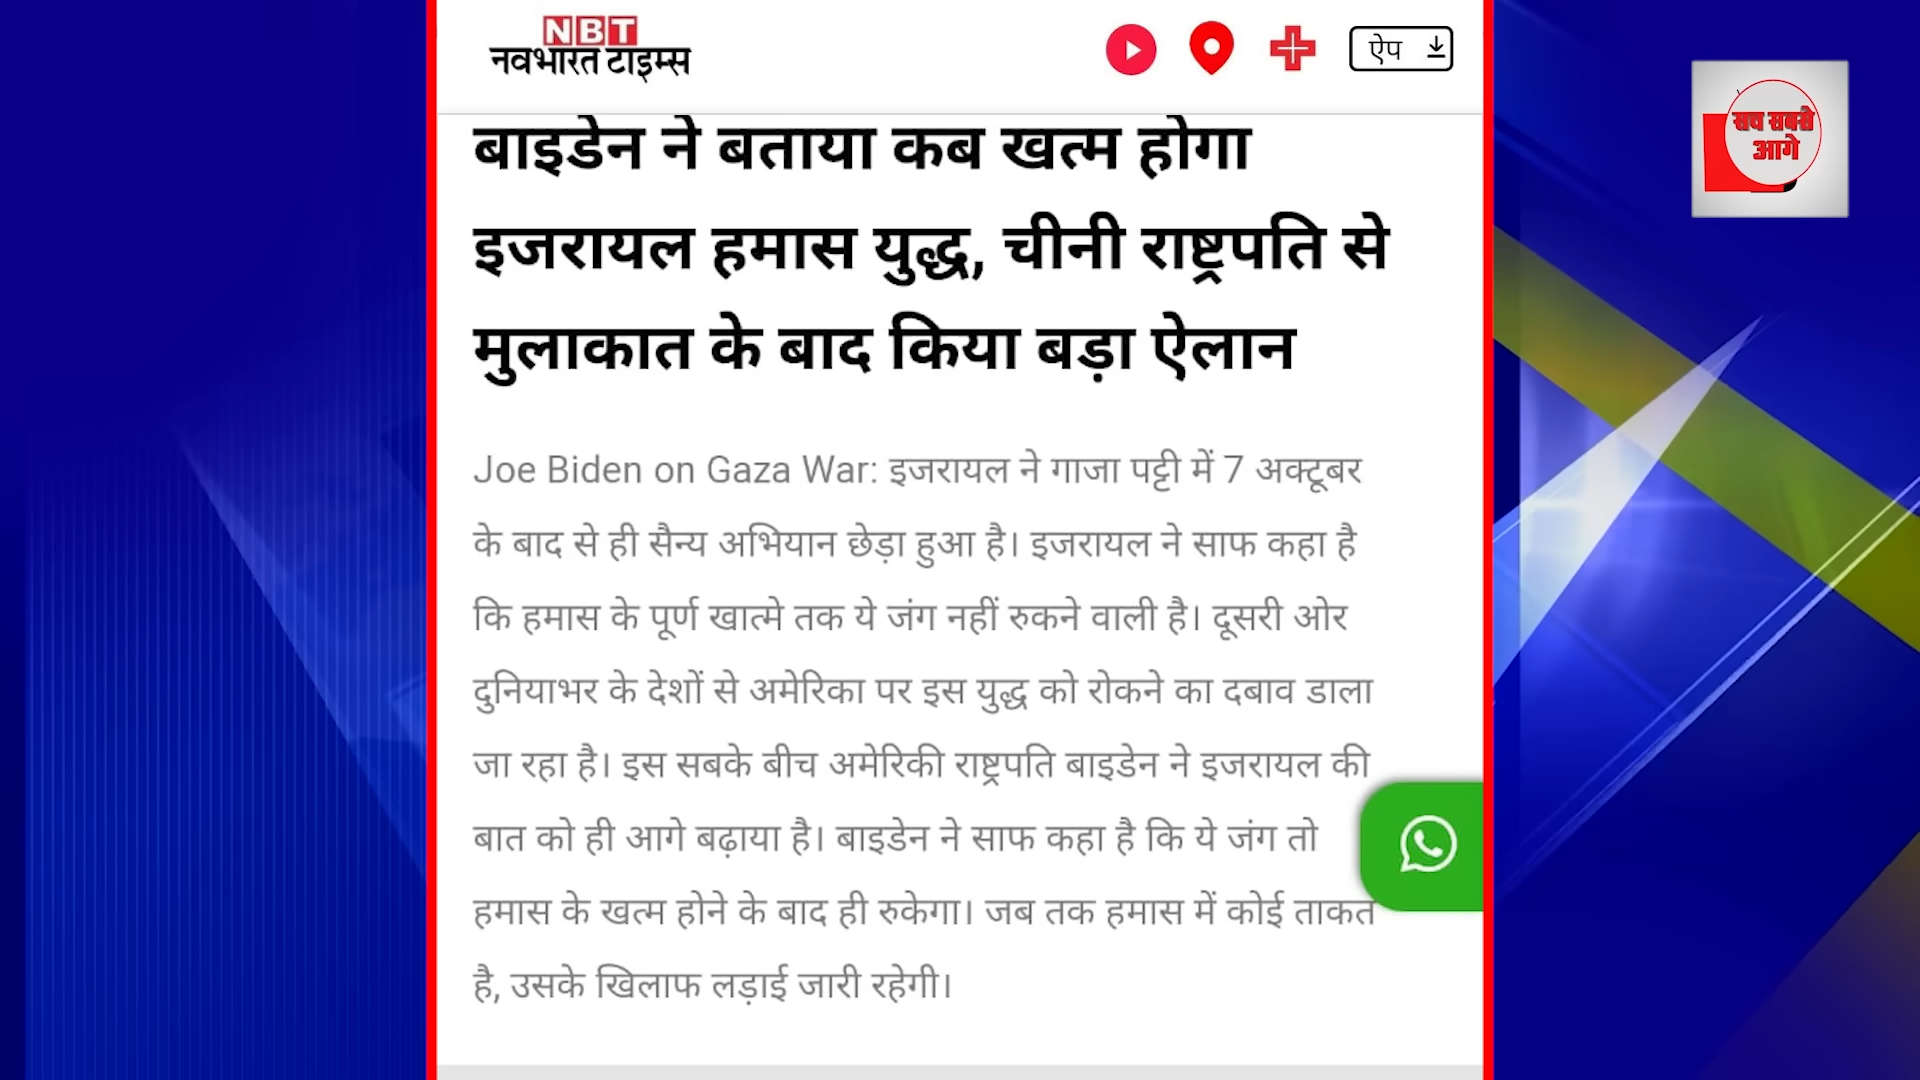 NBT
नवभारत टाइम्स
ऐप
सच सबसे
आगे
बाइडेन ने बताया कब खत्म होगा
इजरायल हमास युद्ध, चीनी राष्ट्रपति से
मुलाकात के बाद किया बड़ा ऐलान
Joe Biden on Gaza War: इजरायल ने गाजा पट्टी में 7 अक्टूबर
के बाद से ही सैन्य अभियान छेड़ा हुआ है। इजरायल ने साफ कहा है
कि हमास के पूर्ण खात्मे तक ये जंग नहीं रुकने वाली है। दूसरी ओर
दुनियाभर के देशों से अमेरिका पर इस युद्ध को रोकने का दबाव डाला
जा रहा है। इस सबके बीच अमेरिकी राष्ट्रपति बाइडेन ने इजरायल की
बात को ही आगे बढ़ाया है। बाइडेन ने साफ कहा है कि ये जंग तो
हमास के खत्म होने के बाद ही रुकेगा। जब तक हमास में कोई ताकत
है, उसके खिलाफ लड़ाई जारी रहेगी।